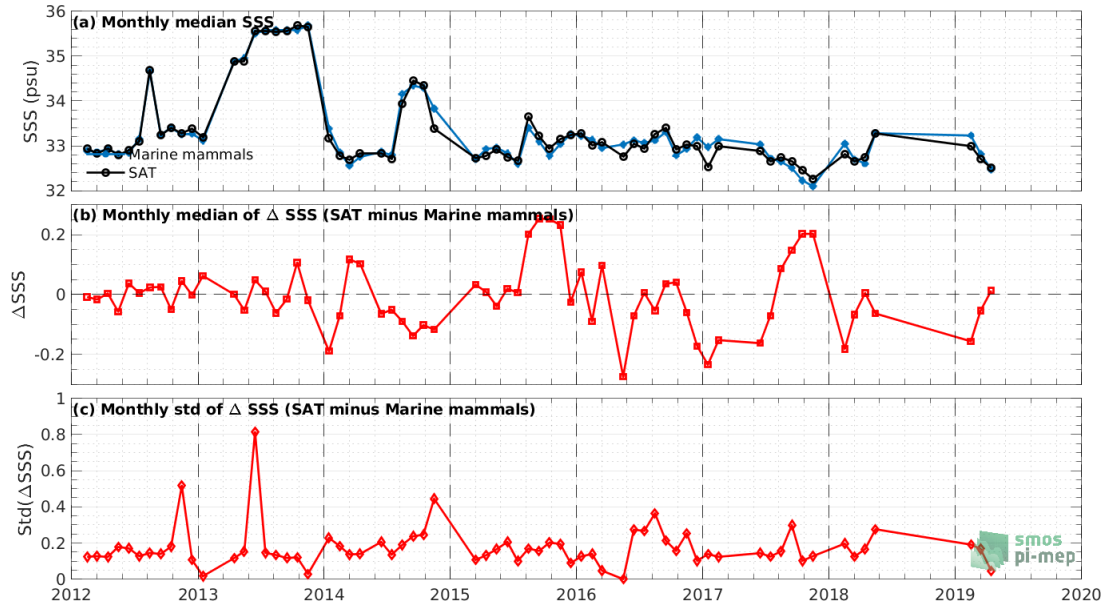 36
(a) Monthly median SSS
35
34
33
32
SSS (psu)
Marine mammals
SAT
(b) Monthly median of Δ SSS (SAT minus Marine mammals)
0.2
0
-0.2
ΔSSS
1
(c) Monthly std of Δ SSS (SAT minus Marine mammals)
0.8
0.6
0.4
0.2
0
Std(ΔSSS)
smos
pi-mep
2012 2013 2014 2015 2016 2017 2018 2019 2020